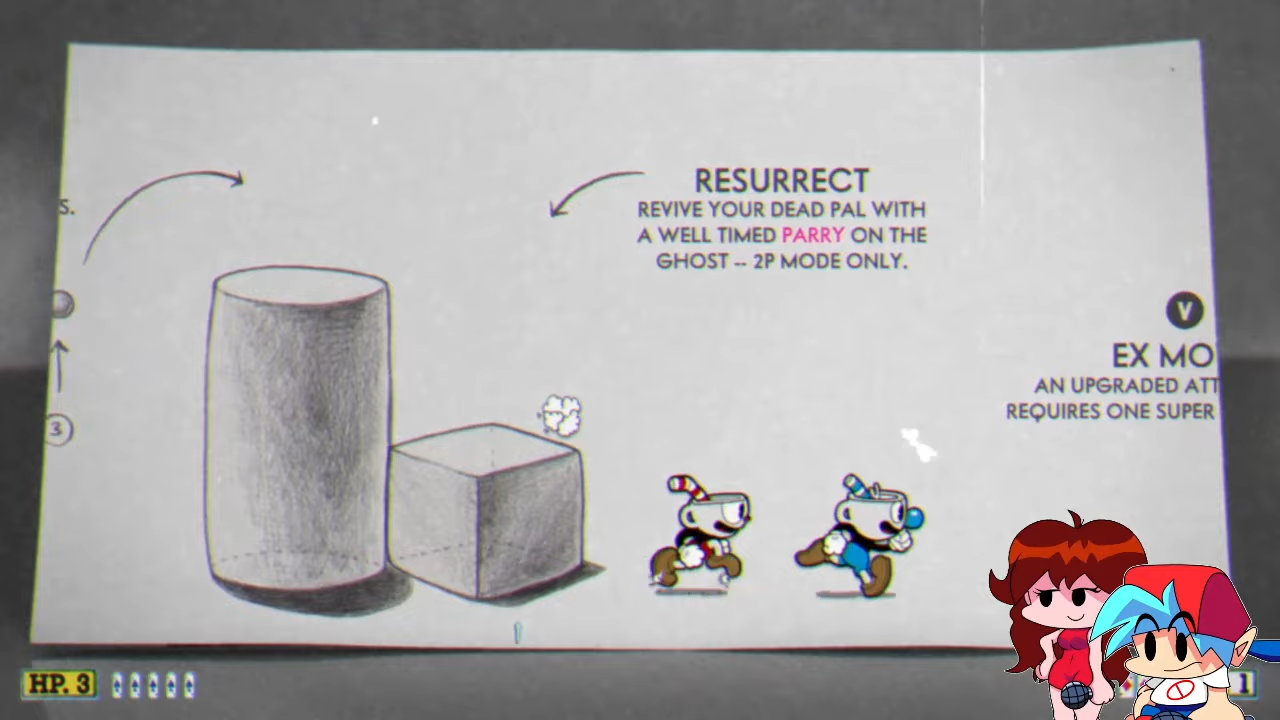 S.
3
RESURRECT
REVIVE YOUR DEAD PAL WITH
A WELL TIMED PARRY ON THE
GHOST -- 2P MODE ONLY.
V
EX MO
AN UPGRADED ATT
REQUIRES ONE SUPER
HP. 3
1